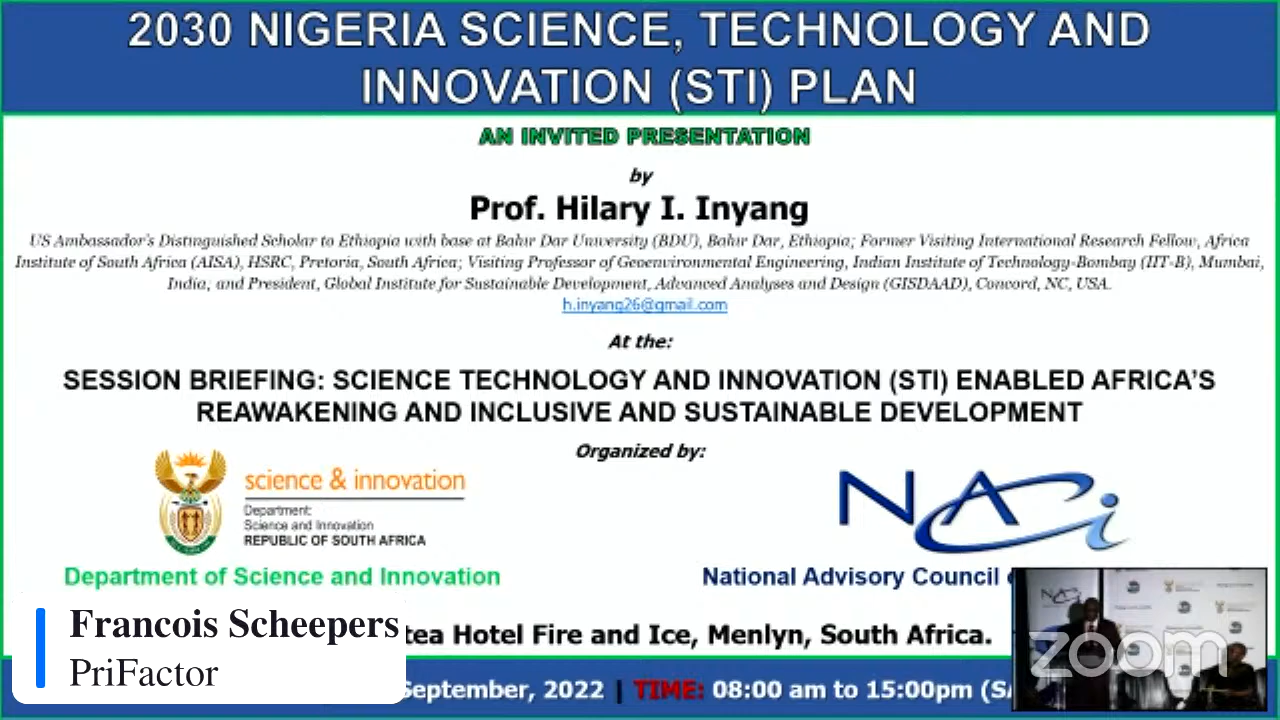 2030 NIGERIA SCIENCE, TECHNOLOGY AND
INNOVATION (STI) PLAN
AN INVITED PRESENTATION
by
Prof. Hilary I. Inyang
US Ambassador's Distinguished Scholar to Ethiopia with base at Bahir Dar University (BDU), Bahir Dar, Ethiopia; Former Visiting International Research Fellow, Africa
Institute of South Africa (AISA), HSRC, Pretoria, South Africa; Visiting Professor of Geoenvironmental Engineering, Indian Institute of Technology-Bombay (IIT-B), Mumbai,
India, and President, Global Institute for Sustainable Development, Advanced Analyses and Design (GISDAAD), Concord, NC, USA.
h.inyang26@gmail.com
At the:
SESSION BRIEFING: SCIENCE TECHNOLOGY AND INNOVATION (STI) ENABLED AFRICA'S
REAWAKENING AND INCLUSIVE AND SUSTAINABLE DEVELOPMENT
Organized by:
science & innovation
Department:
Science and Innovation
REPUBLIC OF SOUTH AFRICA
NACi
Department of Science and Innovation
National Advisory Council
Francois Scheepers
PriFactor
tea Hotel Fire and Ice, Menlyn, South Africa.
September, 2022 | TIME: 08:00 am to 15:00pm (SA
zoom